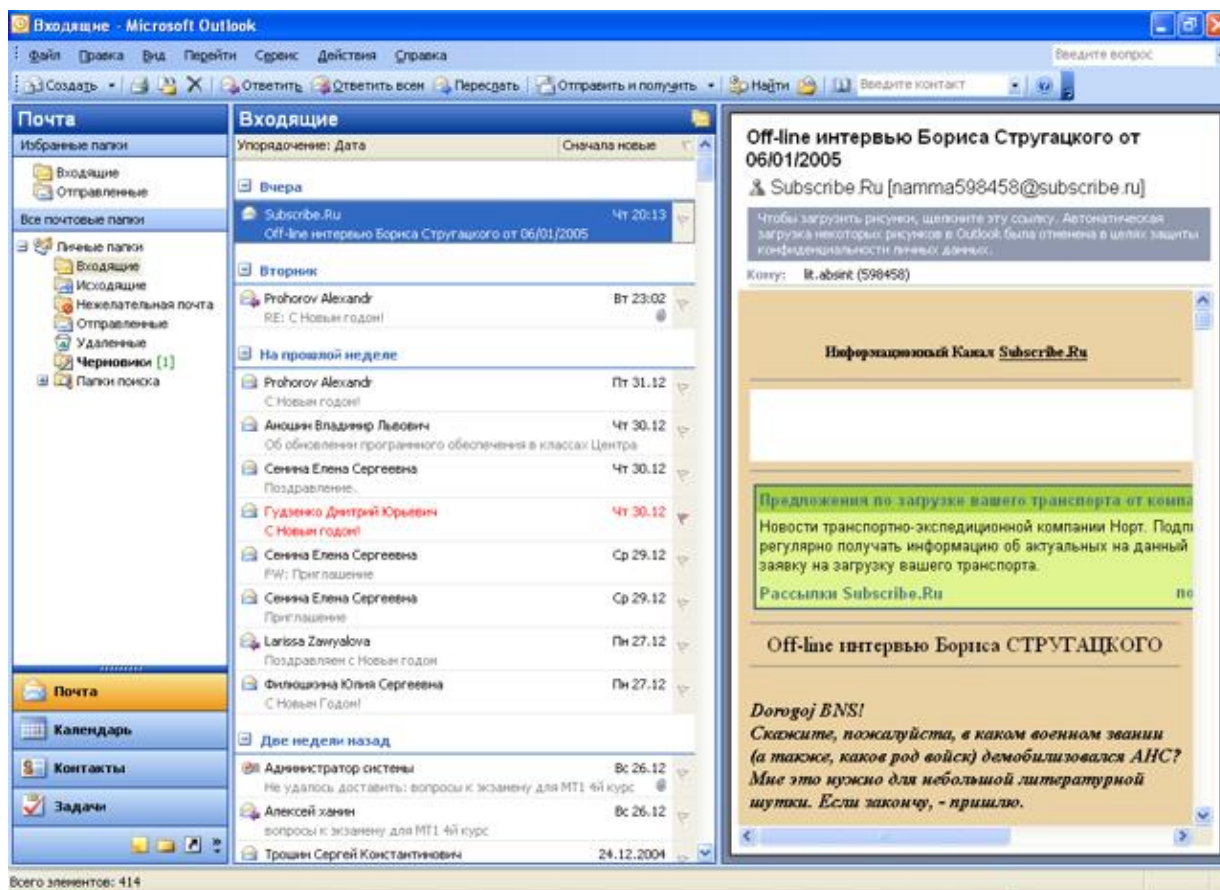 Входящие - Microsoft Outlook
Файл Правка Вид Перейти Сервис Действия Справка
Введите вопрос
Создать Ответить Ответить всем Переслать Отправить и получить Найти Введите контакт
Почта
Избранные папки
Входящие
Отправленные
Все почтовые папки
Личные папки
Входящие
Исходящие
Нежелательная почта
Отправленные
Удаленные
Черновики [1]
Папки поиска
Почта
Календарь
Контакты
Задачи
Входящие
Упорядочение: Дата Сначала новые
Вчера
Subscribe.Ru Чт 20:13
Off-line интервью Бориса Стругацкого от 06/01/2005
Вторник
Prohorov Alexandr Вт 23:02
RE: С Новым годом!
На прошлой неделе
Prohorov Alexandr Пт 31.12
С Новым годом!
Аношин Владимир Львович Чт 30.12
Об обновлении программного обеспечения в классах Центра
Сенина Елена Сергеевна Чт 30.12
Поздравление.
Гудзенко Дмитрий Юрьевич Чт 30.12
С Новым годом!
Сенина Елена Сергеевна Ср 29.12
FW: Приглашение
Сенина Елена Сергеевна Ср 29.12
Приглашение
Larissa Zawyalova Пн 27.12
Поздравляем с Новым годом
Филюшкина Юлия Сергеевна Пн 27.12
С Новым Годом!
Две недели назад
Администратор системы Вс 26.12
Не удалось доставить: вопросы к экзамену для МТ1 4й курс
Алексей ханин Вс 26.12
вопросы к экзамену для МТ1 4й курс
Трошин Сергей Константинович 24.12.2004
Off-line интервью Бориса Стругацкого от
06/01/2005
Subscribe.Ru [namma598458@subscribe.ru]
Чтобы загрузить рисунки, щелкните эту ссылку. Автоматическая
загрузка некоторых рисунков в Outlook была отменена в целях защиты
конфиденциальности личных данных.
Кому: lit.absint (598458)
Информационный Канал Subscribe.Ru
Предложения по загрузке вашего транспорта от компа
Новости транспортно-экспедиционной компании Норт. Подпи
регулярно получать информацию об актуальных на данный
заявку на загрузку вашего транспорта.
Рассылки Subscribe.Ru по
Off-line интервью Бориса СТРУГАЦКОГО
Dorogoj BNS!
Скажите, пожалуйста, в каком военном звании
(а также, каков род войск) демобилизовался АНС?
Мне это нужно для небольшой литературной
шутки. Если закончу, - пришлю.
Всего элементов: 414